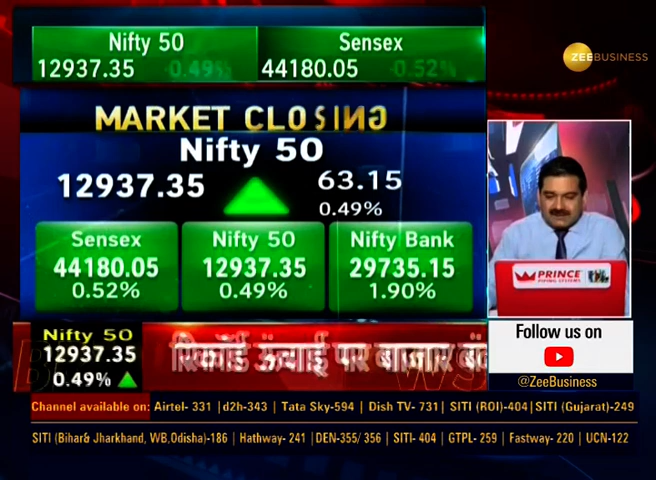 Nifty 50
12937.35 0.49%
Sensex
44180.05 -0.52%
ZEE BUSINESS
MARKET CLOSING
Nifty 50
12937.35
63.15
0.49%
Sensex
44180.05
0.52%
Nifty 50
12937.35
0.49%
Nifty Bank
29735.15
1.90%
PRINCE
PIPING SYSTEMS
Nifty 50
12937.35
0.49%
रिकॉर्ड ऊंचाई पर बाजार
Follow us on
@ZeeBusiness
Channel available on: Airtel- 331 |d2h-343 | Tata Sky-594 | Dish TV- 731| SITI (ROI)-404|SITI (Gujarat)-249
SITI (Bihar& Jharkhand, WB,Odisha)-186 | Hathway- 241 |DEN-355/ 356 | SITI- 404 | GTPL- 259 | Fastway- 220 | UCN-122